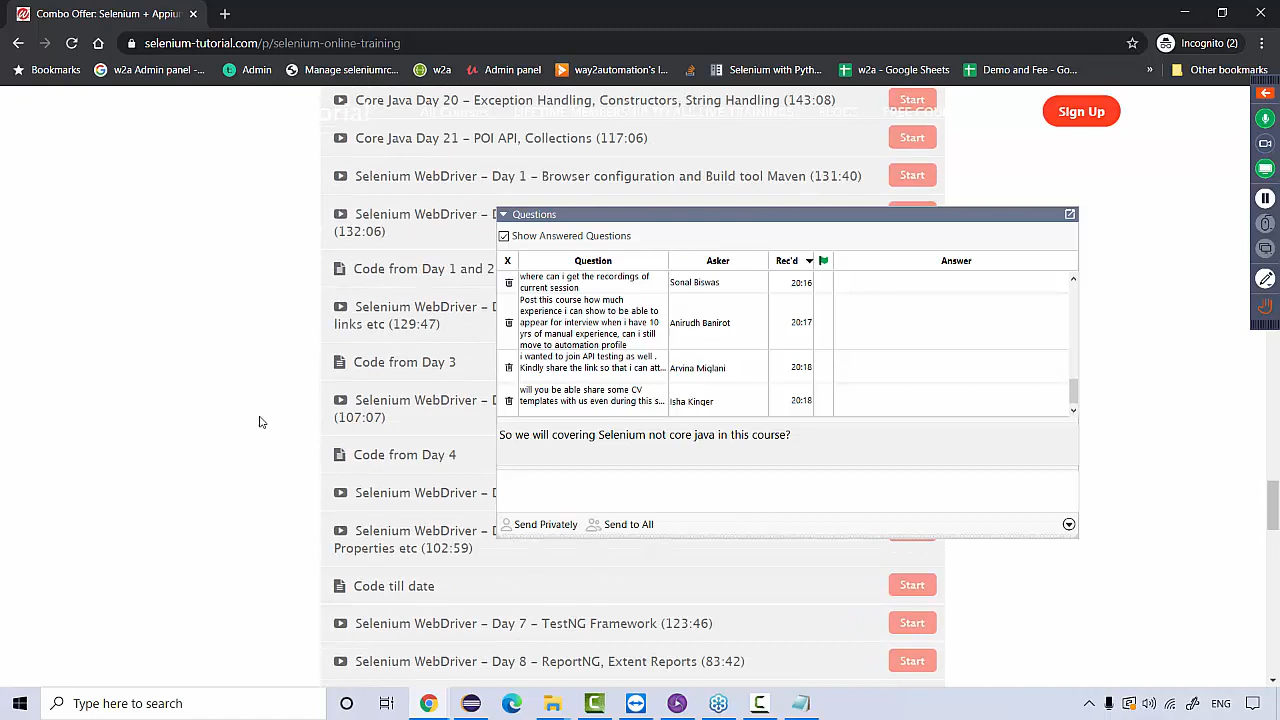 Combo Offer: Selenium + Appiun
selenium-tutorial.com/p/selenium-online-training
Incognito (2)
Bookmarks
w2a Admin panel -...
Admin
Manage seleniumrc...
w2a
Admin panel
way2automation's I...
Selenium with Pyth...
w2a - Google Sheets
Demo and Fee - Go...
»
Other bookmarks
Core Java Day 20 – Exception Handling, Constructors, String Handling (143:08)
Start
Sign Up
Core Java Day 21 – POI API, Collections (117:06)
Start
Selenium WebDriver – Day 1 – Browser configuration and Build tool Maven (131:40)
Start
Selenium WebDriver – D
(132:06)
Code from Day 1 and 2
Selenium WebDriver – D
links etc (129:47)
Code from Day 3
Selenium WebDriver – D
(107:07)
Code from Day 4
Selenium WebDriver – D
Selenium WebDriver – D
Properties etc (102:59)
Code till date
Start
Selenium WebDriver – Day 7 – TestNG Framework (123:46)
Start
Selenium WebDriver – Day 8 – ReportNG, Extent Reports (83:42)
Start
Questions
Show Answered Questions
X Question Asker Rec'd Answer
where can i get the recordings of
current session
Sonal Biswas 20:16
Post this course how much
experience i can show to be able to
appear for interview when i have 10
yrs of manual experience, can i still
move to automation profile
Anirudh Banirot 20:17
i wanted to join API testing as well .
Kindly share the link so that i can att...
Arvina Miglani 20:18
will you be able share some CV
templates with us even during this s...
Isha Kinger 20:18
So we will covering Selenium not core java in this course?
Send Privately Send to All
Type here to search
ENG